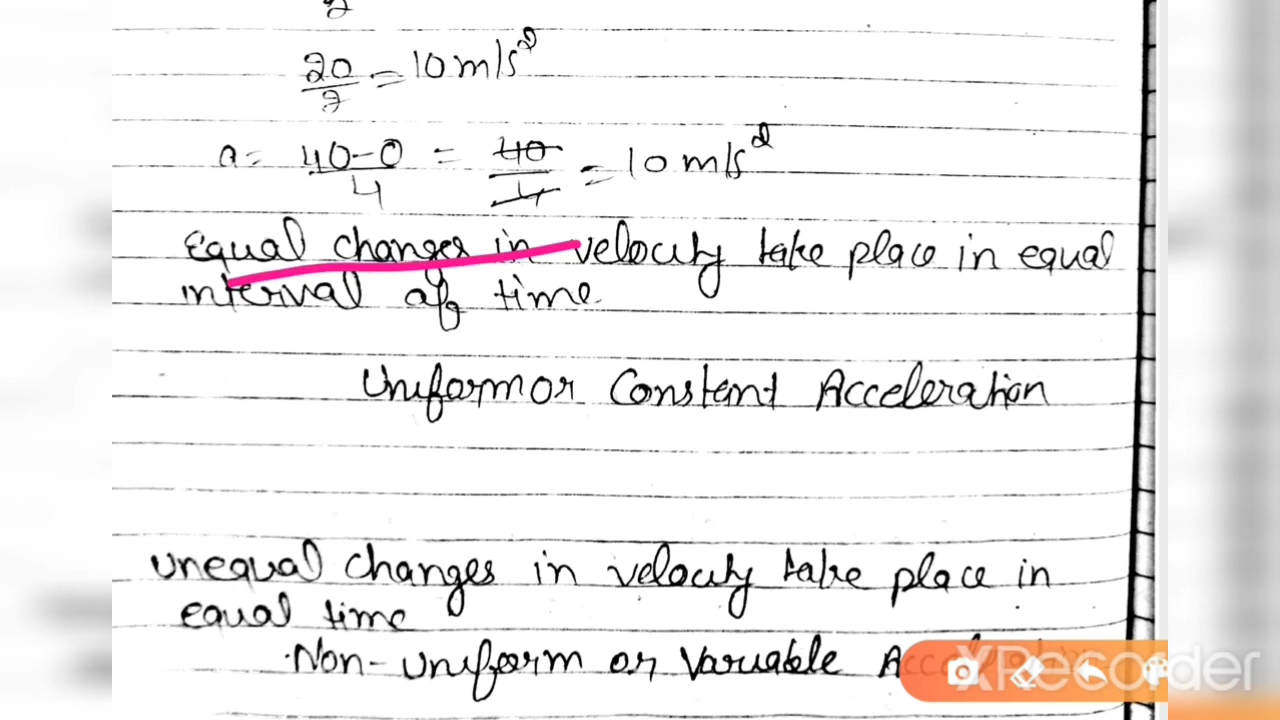 2
20/2 = 10 m/s²
a = 40-0/4 = 40/4 = 10 m/s²
Equal changes in velocity take place in equal
interval of time
Uniform or Constant Acceleration
unequal changes in velocity take place in
equal time
Non-uniform or Variable
XRecorder